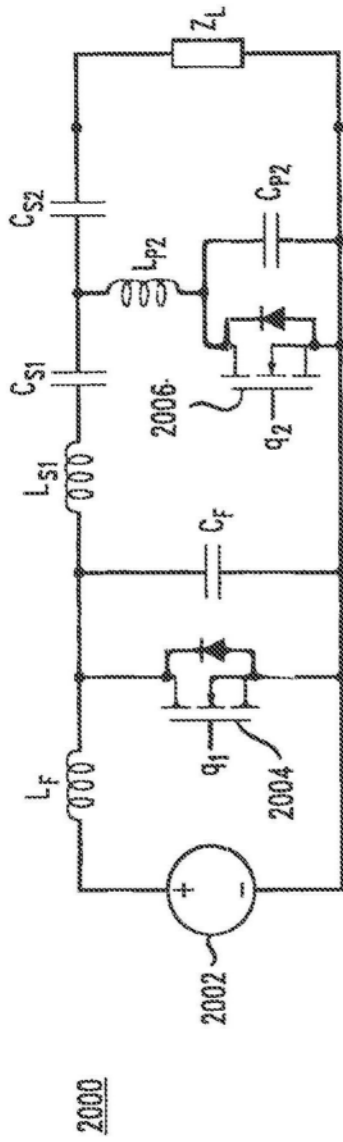 2000
2002
+
−
L_F
q_1
2004
C_F
L_S1
C_S1
L_P2
C_S2
q_2
2006
C_P2
Z_L